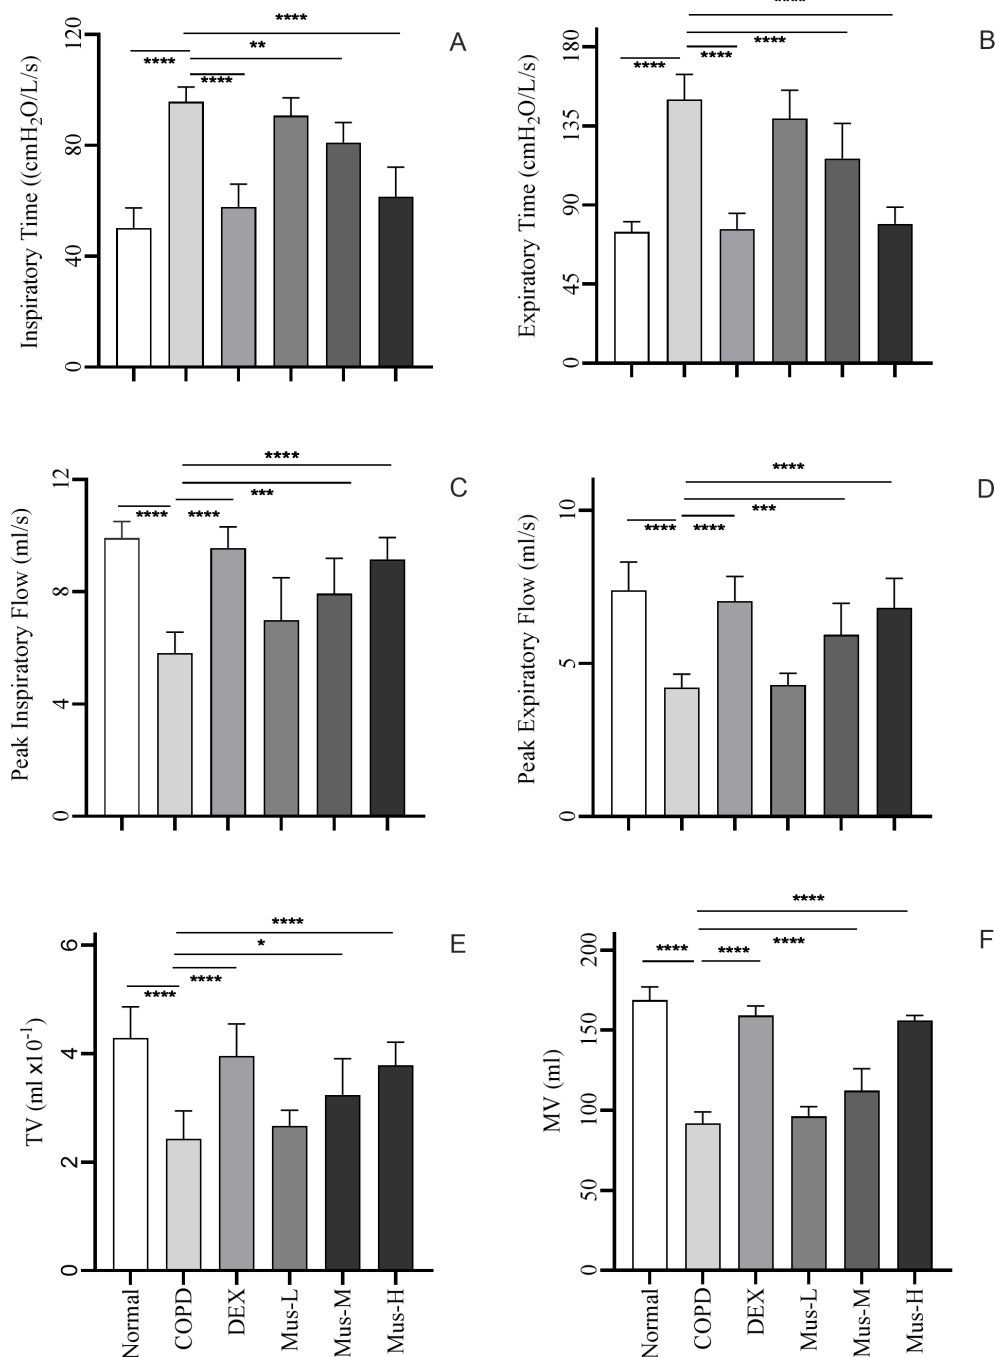 ****
**
****
****
A
Inspiratory Time ((cmH₂O/L/s)
120
80
40
0
****
****
****
****
B
Expiratory Time (cmH₂O/L/s)
180
135
90
45
0
****
***
****
****
C
Peak Inspiratory Flow (ml/s)
12
8
4
0
****
***
****
****
D
Peak Expiratory Flow (ml/s)
10
5
0
****
*
****
****
E
TV (ml x10⁻¹)
6
4
2
0
Normal
COPD
DEX
Mus-L
Mus-M
Mus-H
****
****
****
****
F
MV (ml)
200
150
100
50
0
Normal
COPD
DEX
Mus-L
Mus-M
Mus-H